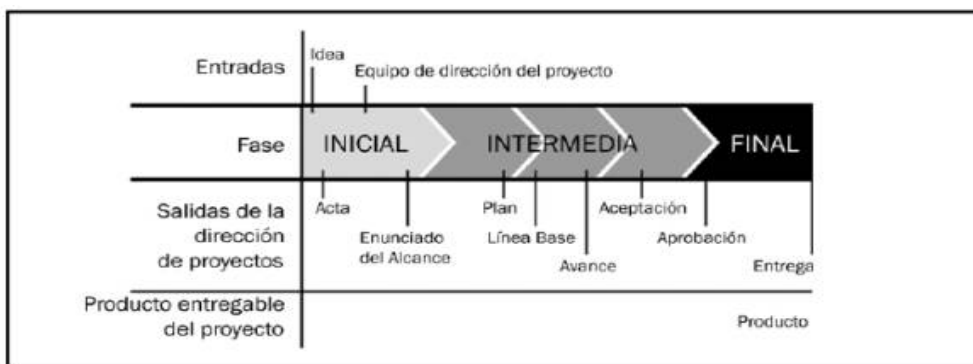 Idea
Entradas
Equipo de dirección del proyecto
Fase
INICIAL
INTERMEDIA
FINAL
Salidas de la
dirección
de proyectos
Acta
Plan
Aceptación
Enunciado
del Alcance
Línea Base
Aprobación
Avance
Entrega
Producto entregable
del proyecto
Producto